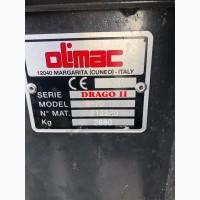 olimac
12040 MARGARITA (CUNEO) - ITALY
CE
SERIE DRAGO II
MODEL
N° MAT.
Kg